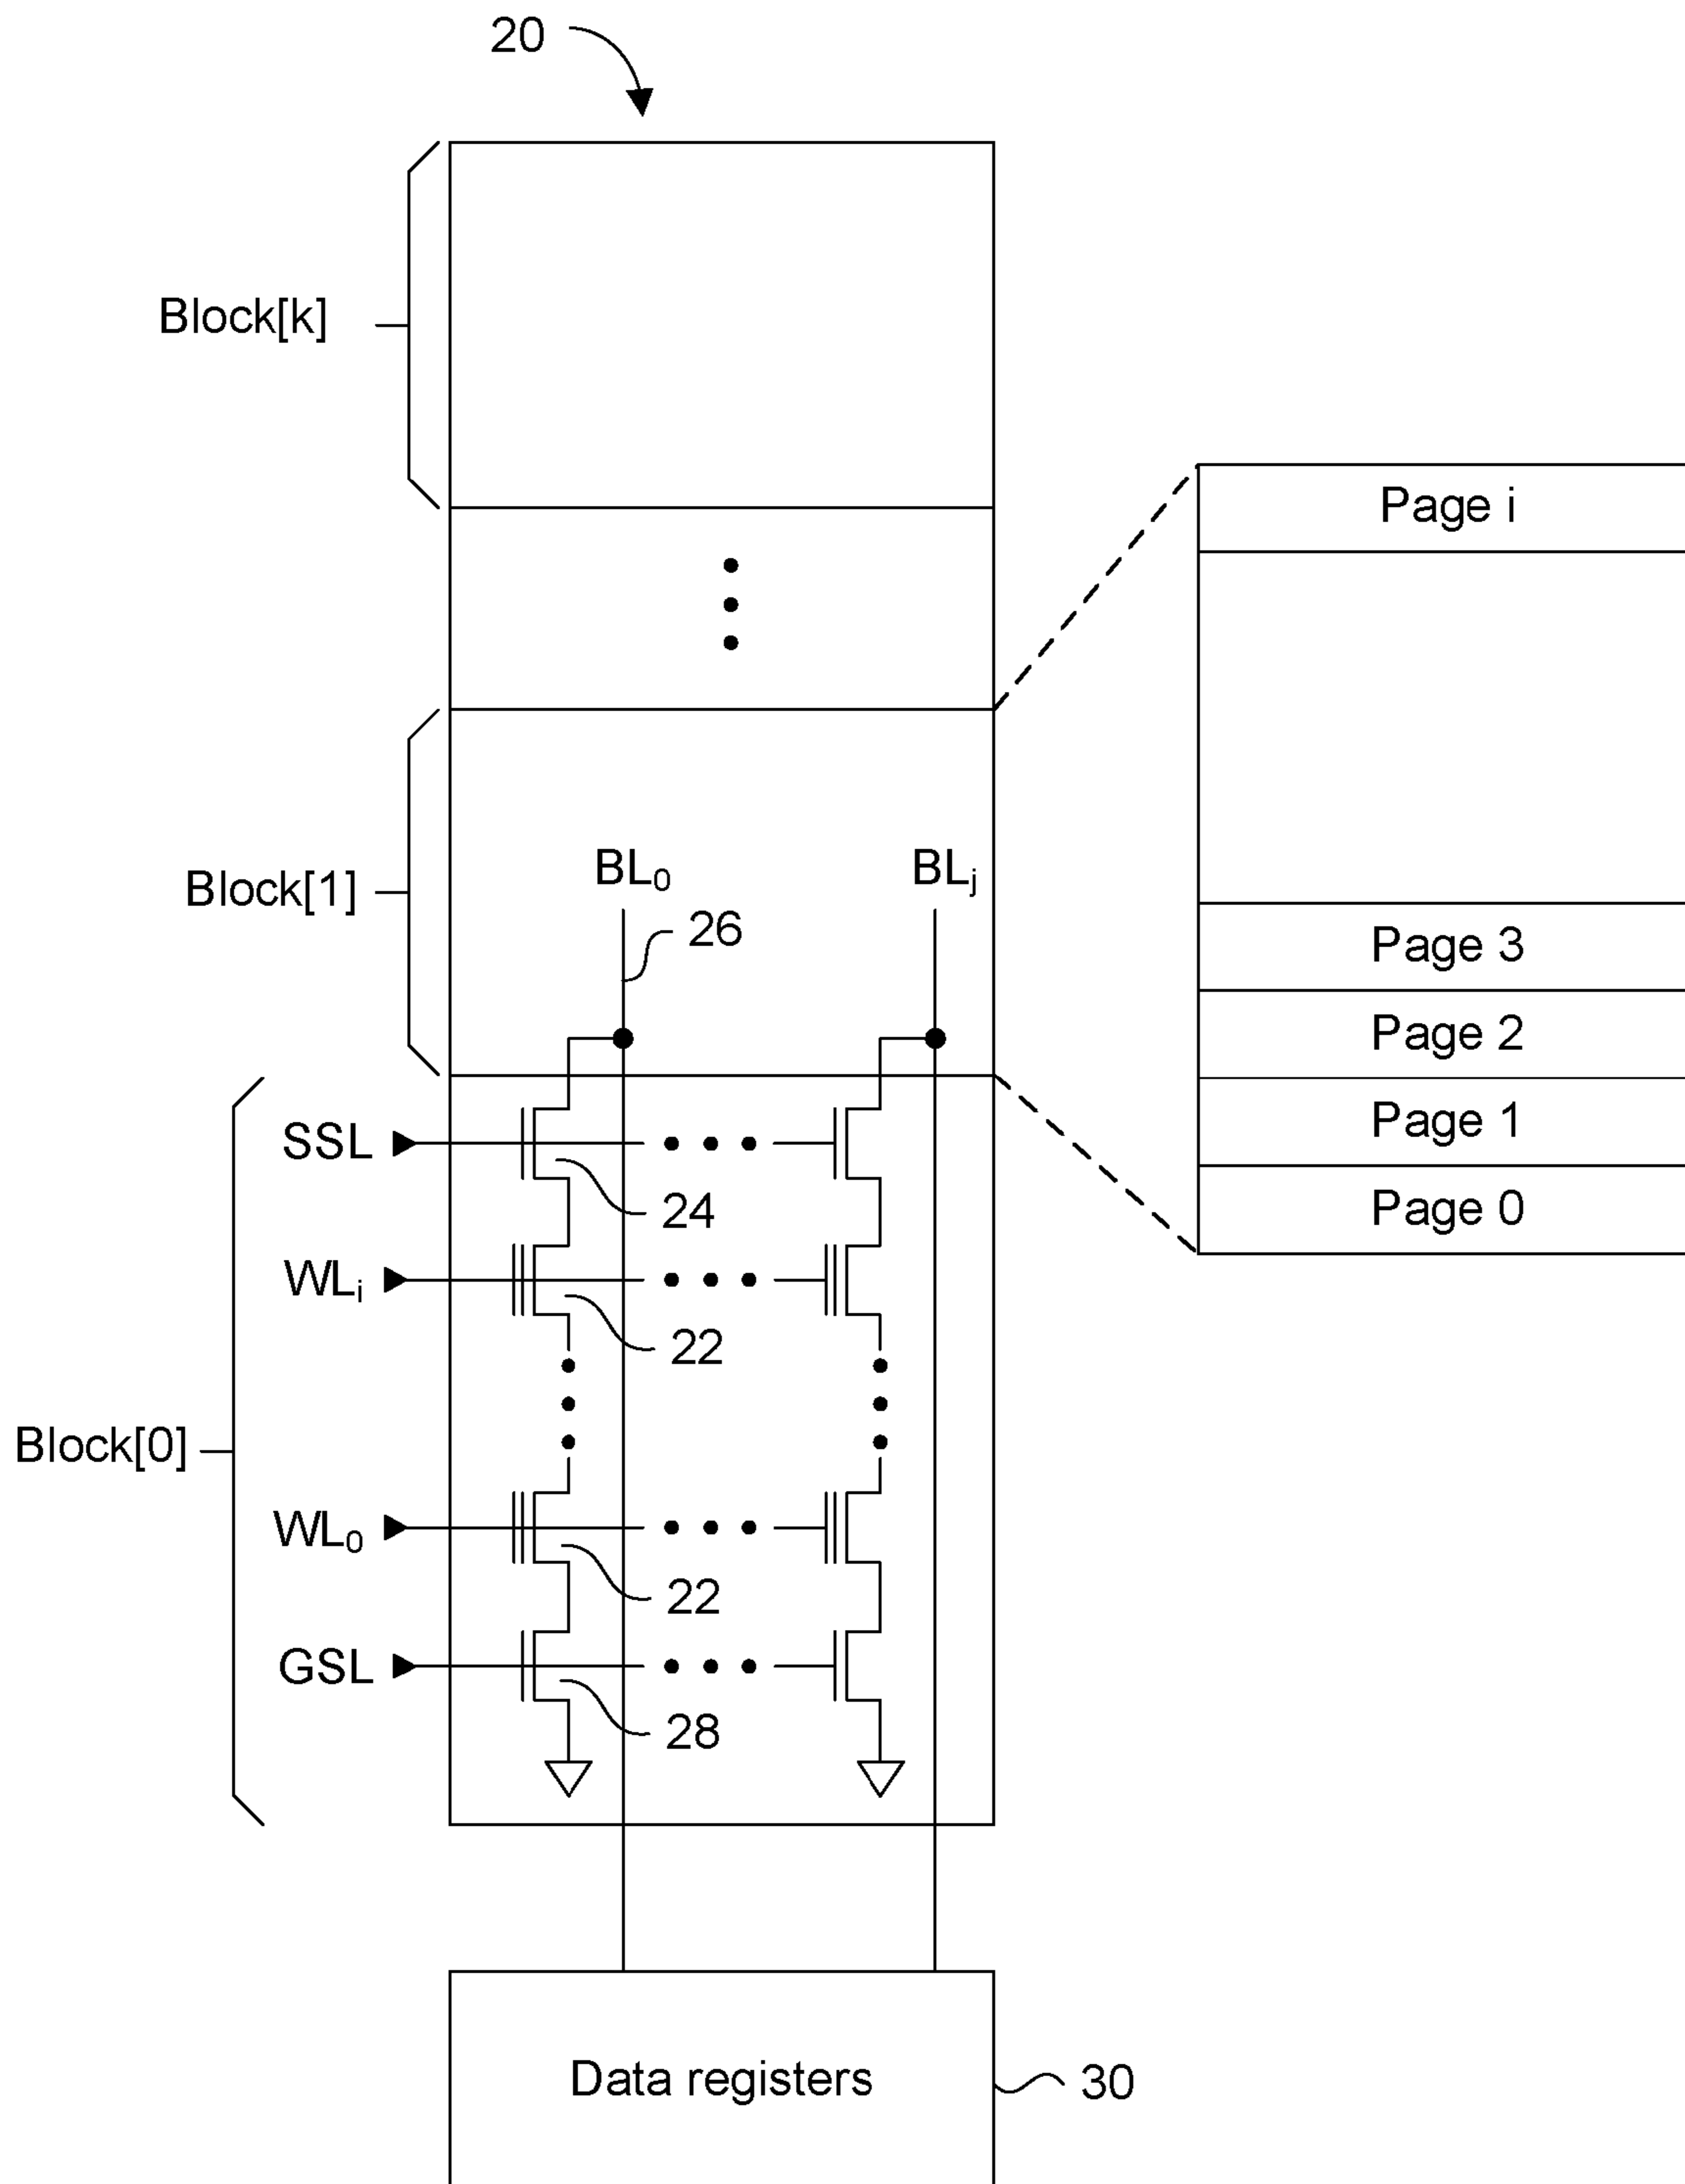 20
Block[k]
Page i
Block[1]
BL₀
BLⱼ
26
Page 3
Page 2
Page 1
Page 0
SSL
24
WLᵢ
22
Block[0]
WL₀
22
GSL
28
Data registers
30